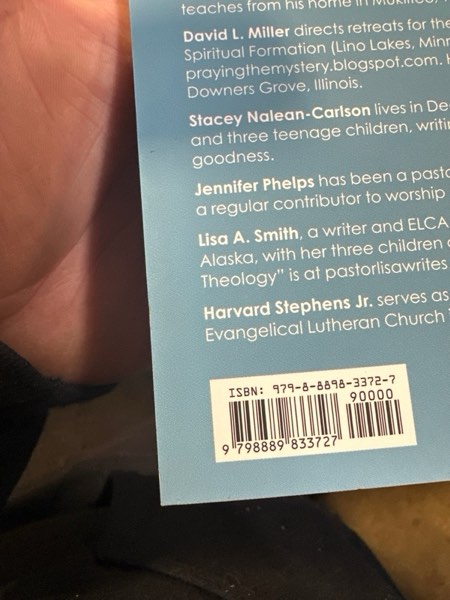 teaches from his home in
David L. Miller directs retreats for the
Spiritual Formation (Lino Lakes, Minn
prayingthemystery.blogspot.com. H
Downers Grove, Illinois.
Stacey Nalean-Carlson lives in De
and three teenage children, writi
goodness.
Jennifer Phelps has been a pasto
a regular contributor to worship
Lisa A. Smith, a writer and ELCA
Alaska, with her three children
Theology” is at pastorlisawrites
Harvard Stephens Jr. serves as
Evangelical Lutheran Church
ISBN: 979-8-8898-3372-7
90000
9 798889 833727